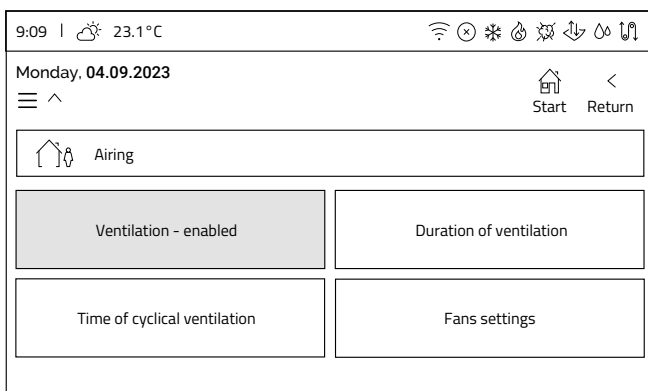 9:09 | 23.1°C
Monday, 04.09.2023
Start Return
Airing
Ventilation - enabled
Duration of ventilation
Time of cyclical ventilation
Fans settings